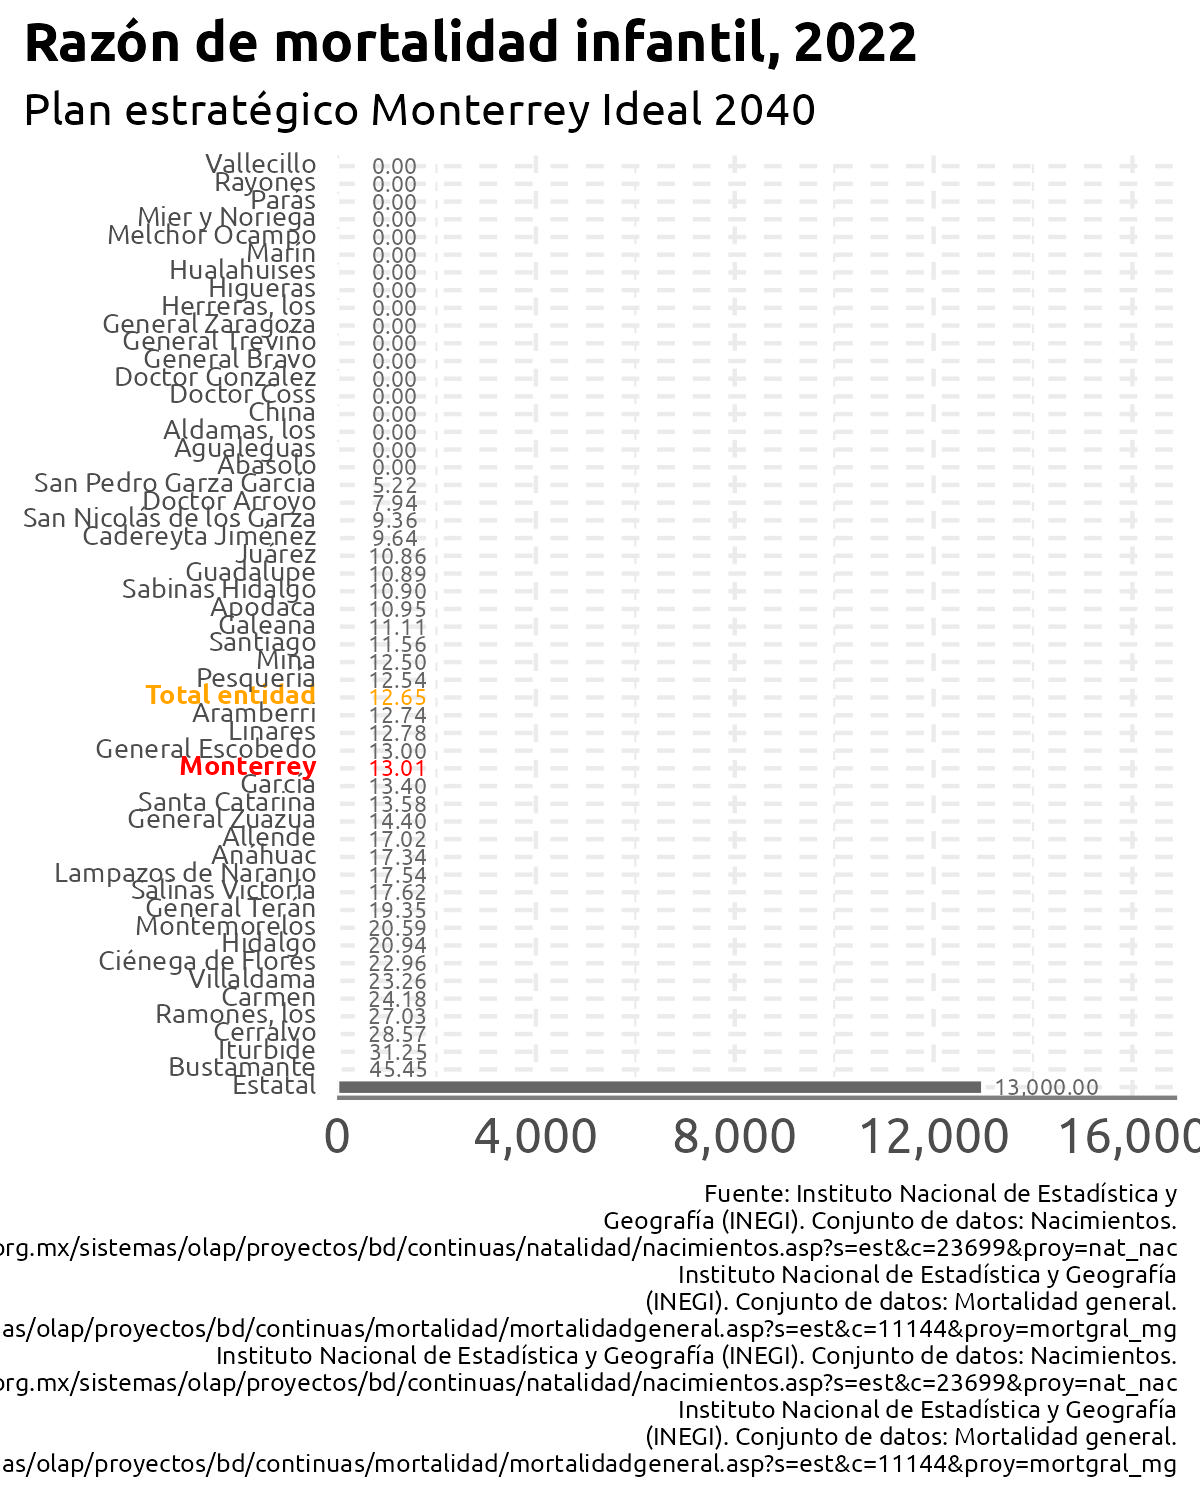 Razón de mortalidad infantil, 2022
Plan estratégico Monterrey Ideal 2040
Vallecillo 0.00
Rayones 0.00
Parás 0.00
Mier y Noriega 0.00
Melchor Ocampo 0.00
Marín 0.00
Hualahuises 0.00
Higueras 0.00
Herreras, los 0.00
General Zaragoza 0.00
General Treviño 0.00
General Bravo 0.00
Doctor González 0.00
Doctor Coss 0.00
China 0.00
Aldamas, los 0.00
Agualeguas 0.00
Abasolo 0.00
San Pedro Garza García 5.22
Doctor Arroyo 7.94
San Nicolás de los Garza 9.36
Cadereyta Jiménez 9.64
Juárez 10.86
Guadalupe 10.89
Sabinas Hidalgo 10.90
Apodaca 10.95
Galeana 11.11
Santiago 11.56
Mina 12.50
Pesquería 12.54
Total entidad 12.65
Aramberri 12.74
Linares 12.78
General Escobedo 13.00
Monterrey 13.01
García 13.40
Santa Catarina 13.58
General Zuazua 14.40
Allende 17.02
Anáhuac 17.34
Lampazos de Naranjo 17.54
Salinas Victoria 17.62
General Terán 19.35
Montemorelos 20.59
Hidalgo 20.94
Ciénega de Flores 22.96
Villaldama 23.26
Carmen 24.18
Ramones, los 27.03
Cerralvo 28.57
Iturbide 31.25
Bustamante 45.45
Estatal 13,000.00
0 4,000 8,000 12,000 16,000
Fuente: Instituto Nacional de Estadística y
Geografía (INEGI). Conjunto de datos: Nacimientos.
org.mx/sistemas/olap/proyectos/bd/continuas/natalidad/nacimientos.asp?s=est&c=23699&proy=nat_nac
Instituto Nacional de Estadística y Geografía
(INEGI). Conjunto de datos: Mortalidad general.
as/olap/proyectos/bd/continuas/mortalidad/mortalidadgeneral.asp?s=est&c=11144&proy=mortgral_mg
Instituto Nacional de Estadística y Geografía (INEGI). Conjunto de datos: Nacimientos.
org.mx/sistemas/olap/proyectos/bd/continuas/natalidad/nacimientos.asp?s=est&c=23699&proy=nat_nac
Instituto Nacional de Estadística y Geografía
(INEGI). Conjunto de datos: Mortalidad general.
as/olap/proyectos/bd/continuas/mortalidad/mortalidadgeneral.asp?s=est&c=11144&proy=mortgral_mg